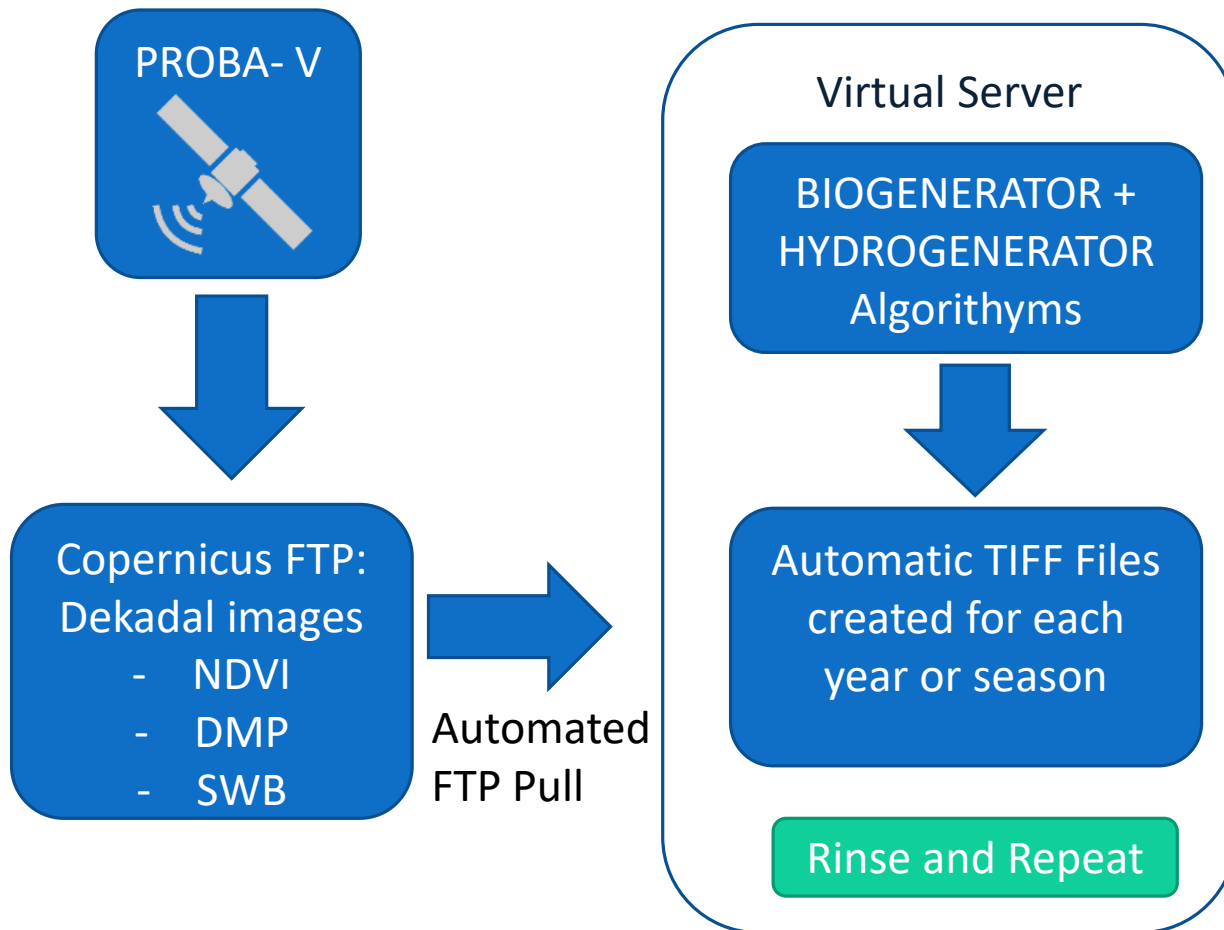 PROBA- V
Copernicus FTP:
Dekadal images
- NDVI
- DMP
- SWB
Automated
FTP Pull
Virtual Server
BIOGENERATOR +
HYDROGENERATOR
Algorithyms
Automatic TIFF Files
created for each
year or season
Rinse and Repeat